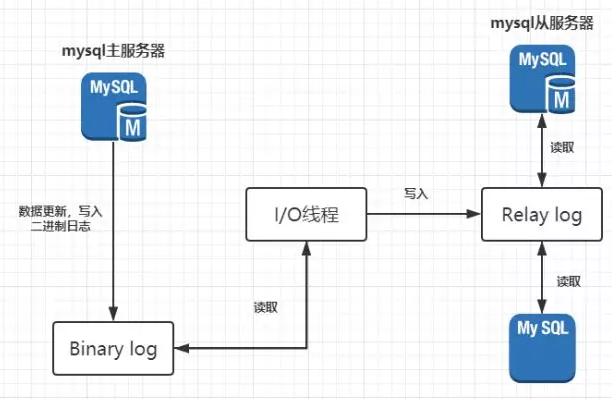 mysql主服务器
MySQL
M
mysql从服务器
MySQL
M
读取
数据更新，写入
二进制日志
I/O线程
写入
Relay log
读取
读取
Binary log
My SQL